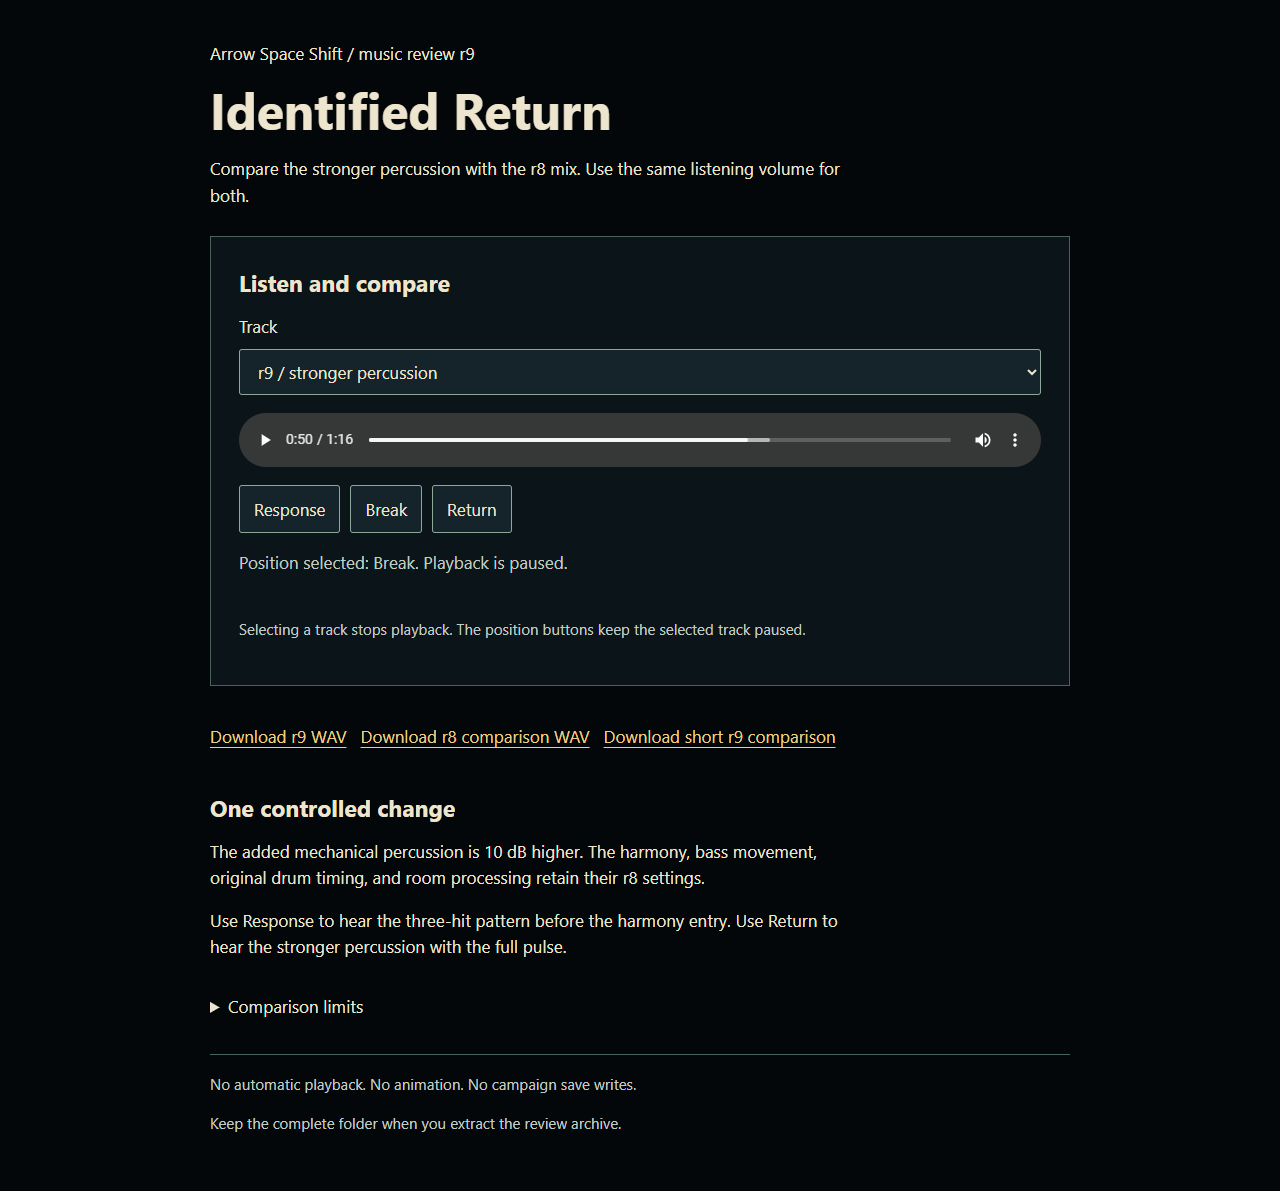 Arrow Space Shift / music review r9
Identified Return
Compare the stronger percussion with the r8 mix. Use the same listening volume for
both.
Listen and compare
Track
r9 / stronger percussion
0:50 / 1:16
Response
Break
Return
Position selected: Break. Playback is paused.
Selecting a track stops playback. The position buttons keep the selected track paused.
Download r9 WAV
Download r8 comparison WAV
Download short r9 comparison
One controlled change
The added mechanical percussion is 10 dB higher. The harmony, bass movement,
original drum timing, and room processing retain their r8 settings.
Use Response to hear the three-hit pattern before the harmony entry. Use Return to
hear the stronger percussion with the full pulse.
Comparison limits
No automatic playback. No animation. No campaign save writes.
Keep the complete folder when you extract the review archive.